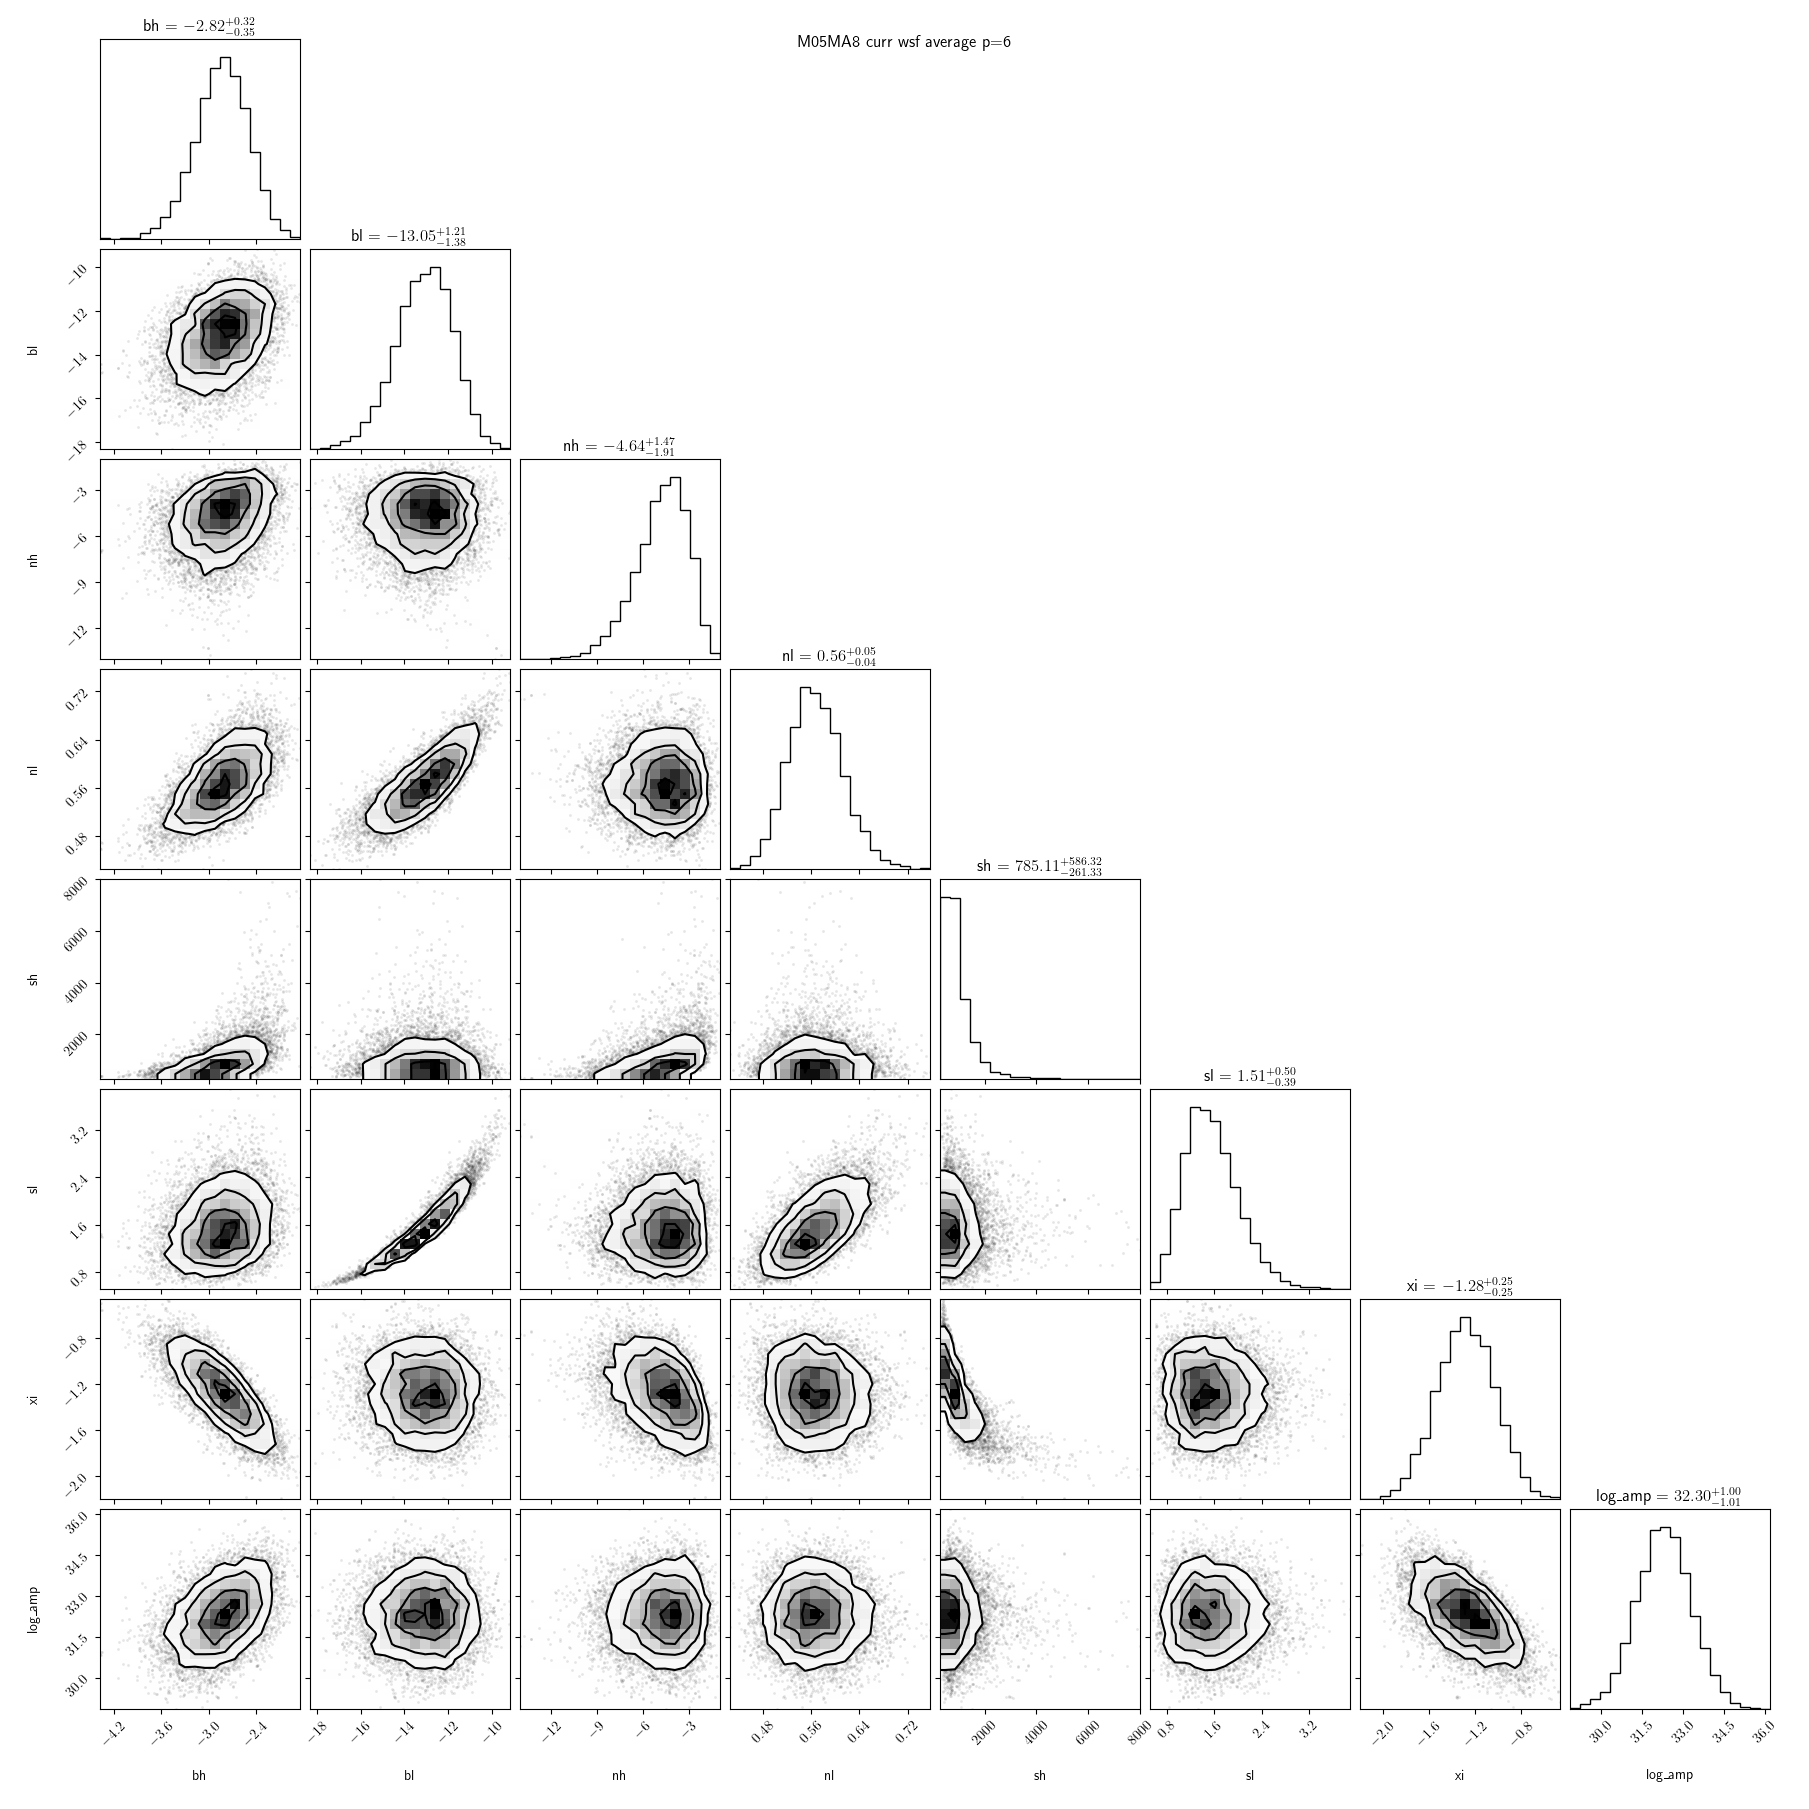 M05MA8 curr wsf average p=6
bh = −2.82+0.32−0.35
bl = −13.05+1.21−1.38
−10
−12
−14
−16
−18
bl
nh = −4.64+1.47−1.91
−3
−6
−9
−12
nh
nl = 0.56+0.05−0.04
0.72
0.64
0.56
0.48
nl
sh = 785.11+586.32−261.33
8000
6000
4000
2000
sh
sl = 1.51+0.50−0.39
3.2
2.4
1.6
0.8
sl
xi = −1.28+0.25−0.25
−0.8
−1.2
−1.6
−2.0
xi
log_amp = 32.30+1.00−1.01
36.0
34.5
33.0
31.5
30.0
log_amp
−4.2 −3.6 −3.0 −2.4 −18 −16 −14 −12 −10 −12 −9 −6 −3 0.48 0.56 0.64 0.72 2000 4000 6000 8000 0.8 1.6 2.4 3.2 −2.0 −1.6 −1.2 −0.8 30.0 31.5 33.0 34.5 36.0
bh bl nh nl sh sl xi log_amp